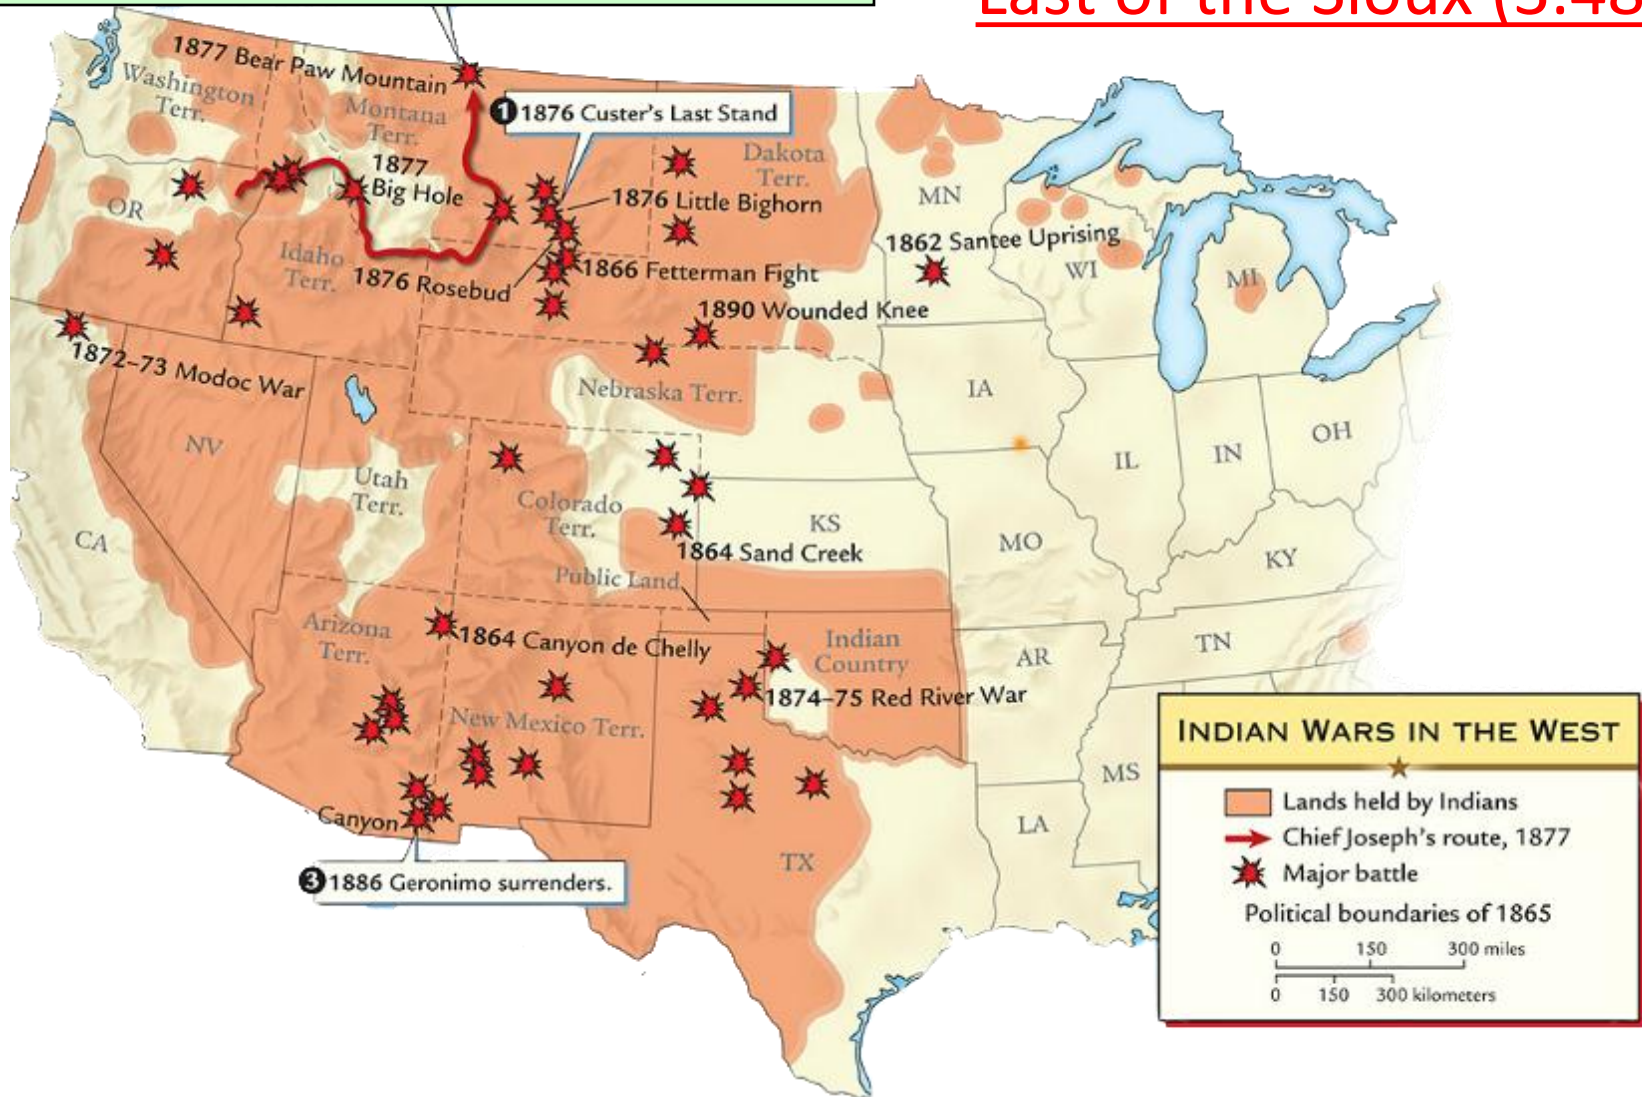 Last of the Sioux (3:48
1877 Bear Paw Mountain
Washington
Terr.
Montana
Terr.
1 1876 Custer's Last Stand
Dakota
Terr.
1877
Big Hole
1876 Little Bighorn
MN
OR
1862 Santee Uprising
Idaho
Terr.
1876 Rosebud
1866 Fetterman Fight
WI
MI
1890 Wounded Knee
1872–73 Modoc War
Nebraska Terr.
IA
NV
OH
IL
IN
Utah
Terr.
Colorado
Terr.
KS
CA
MO
1864 Sand Creek
KY
Public Land
Arizona
Terr.
1864 Canyon de Chelly
Indian
Country
TN
AR
1874–75 Red River War
New Mexico Terr.
MS
Canyon
LA
TX
3 1886 Geronimo surrenders.
INDIAN WARS IN THE WEST
Lands held by Indians
Chief Joseph's route, 1877
Major battle
Political boundaries of 1865
0 150 300 miles
0 150 300 kilometers